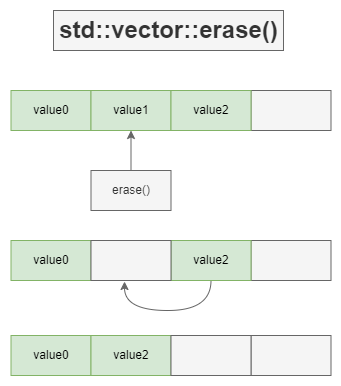 std::vector::erase()
value0 value1 value2
erase()
value0 value2
value0 value2